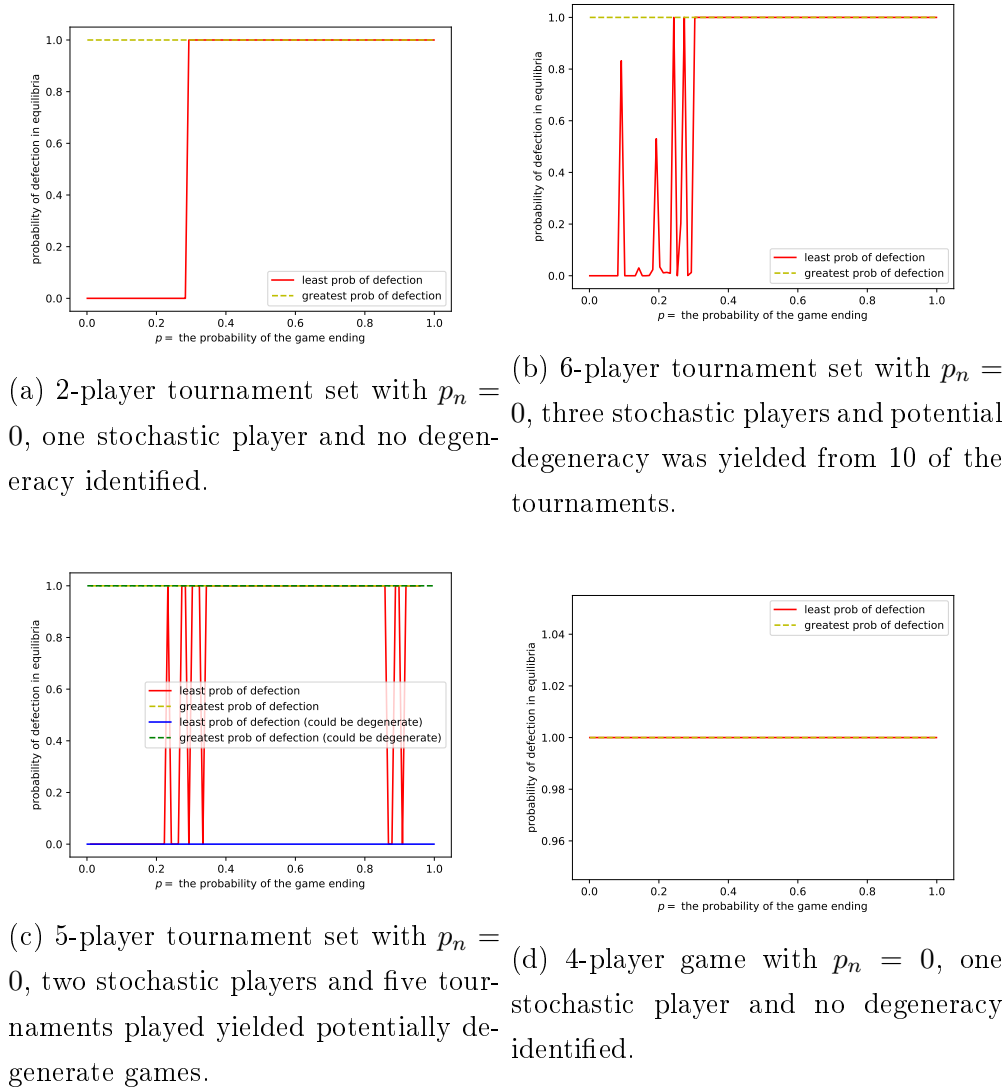 1.0
0.8
0.6
0.4
0.2
0.0
probability of defection in equilibria
least prob of defection
greatest prob of defection
0.0 0.2 0.4 0.6 0.8 1.0
p = the probability of the game ending
(a) 2-player tournament set with pₙ =
0, one stochastic player and no degen-
eracy identified.
1.0
0.8
0.6
0.4
0.2
0.0
probability of defection in equilibria
least prob of defection
greatest prob of defection
0.0 0.2 0.4 0.6 0.8 1.0
p = the probability of the game ending
(b) 6-player tournament set with pₙ =
0, three stochastic players and potential
degeneracy was yielded from 10 of the
tournaments.
1.0
0.8
0.6
0.4
0.2
0.0
probability of defection in equilibria
least prob of defection
greatest prob of defection
least prob of defection (could be degenerate)
greatest prob of defection (could be degenerate)
0.0 0.2 0.4 0.6 0.8 1.0
p = the probability of the game ending
(c) 5-player tournament set with pₙ =
0, two stochastic players and five tour-
naments played yielded potentially de-
generate games.
1.04
1.02
1.00
0.98
0.96
probability of defection in equilibria
least prob of defection
greatest prob of defection
0.0 0.2 0.4 0.6 0.8 1.0
p = the probability of the game ending
(d) 4-player game with pₙ = 0, one
stochastic player and no degeneracy
identified.